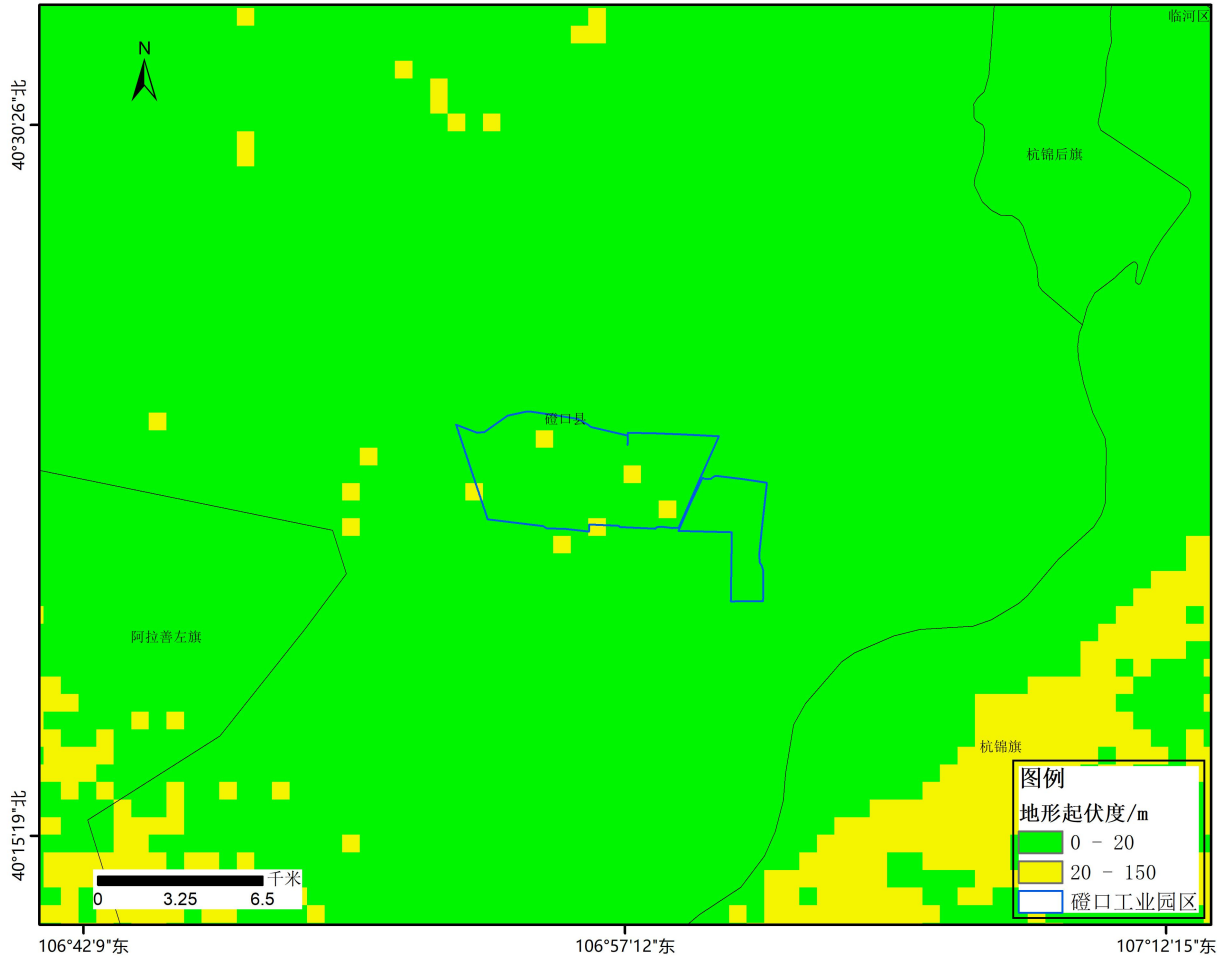 临河区
N
40°30'26"北
杭锦后旗
磴口县
阿拉善左旗
杭锦旗
图例
地形起伏度/m
0 - 20
20 - 150
磴口工业园区
40°15'19"北
千米
0 3.25 6.5
106°42'9"东 106°57'12"东 107°12'15"东